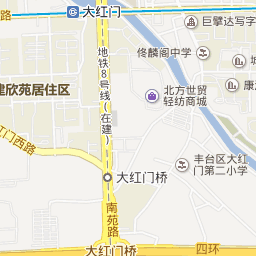 大红门
巨擘达写字
佟麟阁中学
地铁8号线(在建)
建欣苑居住区
北方世贸
轻纺商城
康
门西路
丰台区大红
门第二小学
大红门桥
南苑路
大红门桥
四环